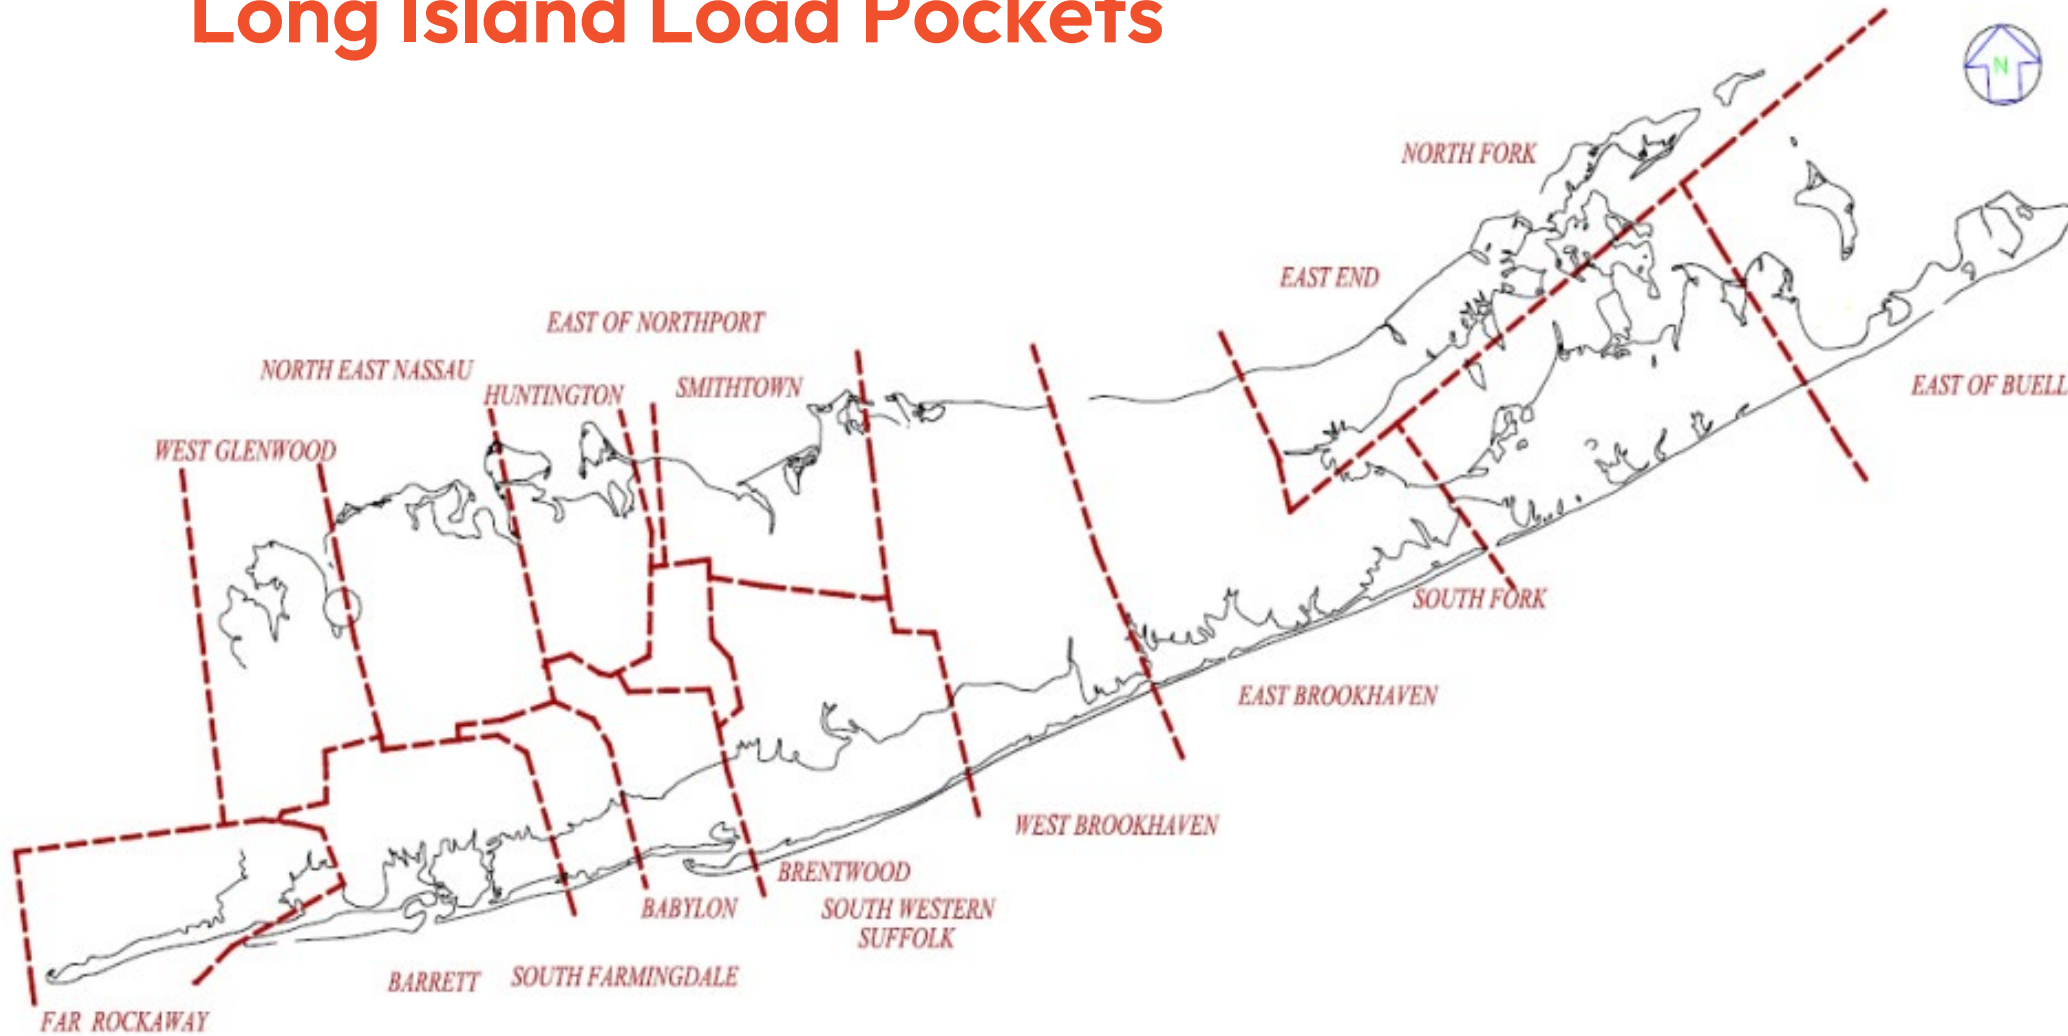 Long Island Load Pockets
N
NORTH FORK
EAST END
EAST OF NORTHPORT
NORTH EAST NASSAU
HUNTINGTON
SMITHTOWN
EAST OF BUELL
WEST GLENWOOD
SOUTH FORK
EAST BROOKHAVEN
WEST BROOKHAVEN
BRENTWOOD
BABYLON
SOUTH WESTERN
SUFFOLK
BARRETT
SOUTH FARMINGDALE
FAR ROCKAWAY